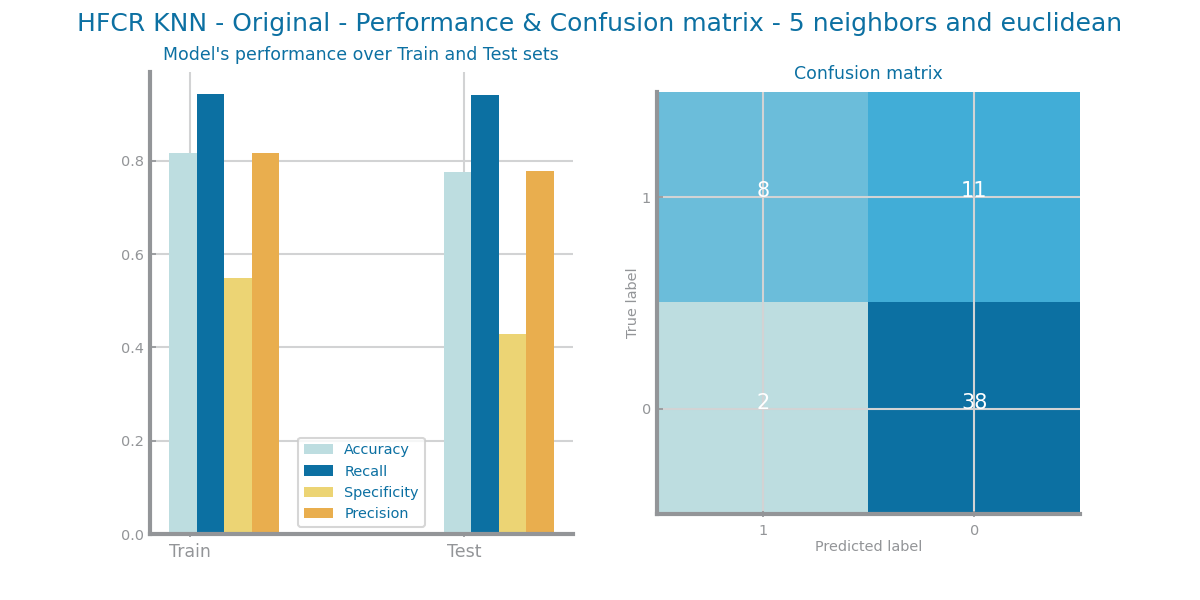 HFCR KNN - Original - Performance & Confusion matrix - 5 neighbors and euclidean
Model's performance over Train and Test sets
0.8
0.6
0.4
0.2
0.0
Train
Test
Accuracy
Recall
Specificity
Precision
Confusion matrix
True label
1
0
8
11
2
38
1
0
Predicted label